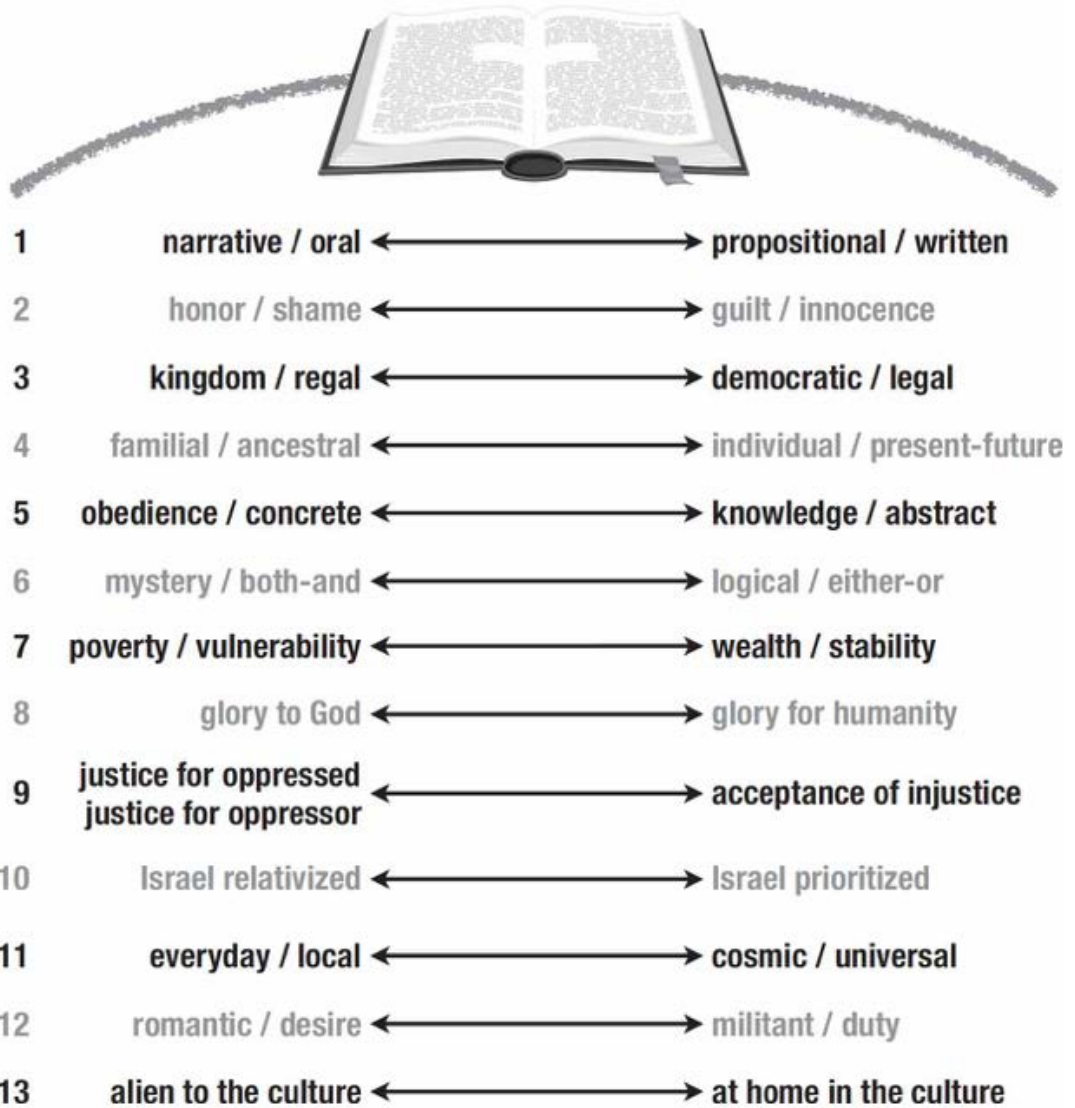 1 narrative / oral propositional / written
2 honor / shame guilt / innocence
3 kingdom / regal democratic / legal
4 familial / ancestral individual / present-future
5 obedience / concrete knowledge / abstract
6 mystery / both-and logical / either-or
7 poverty / vulnerability wealth / stability
8 glory to God glory for humanity
9 justice for oppressed
justice for oppressor acceptance of injustice
10 Israel relativized Israel prioritized
11 everyday / local cosmic / universal
12 romantic / desire militant / duty
13 alien to the culture at home in the culture